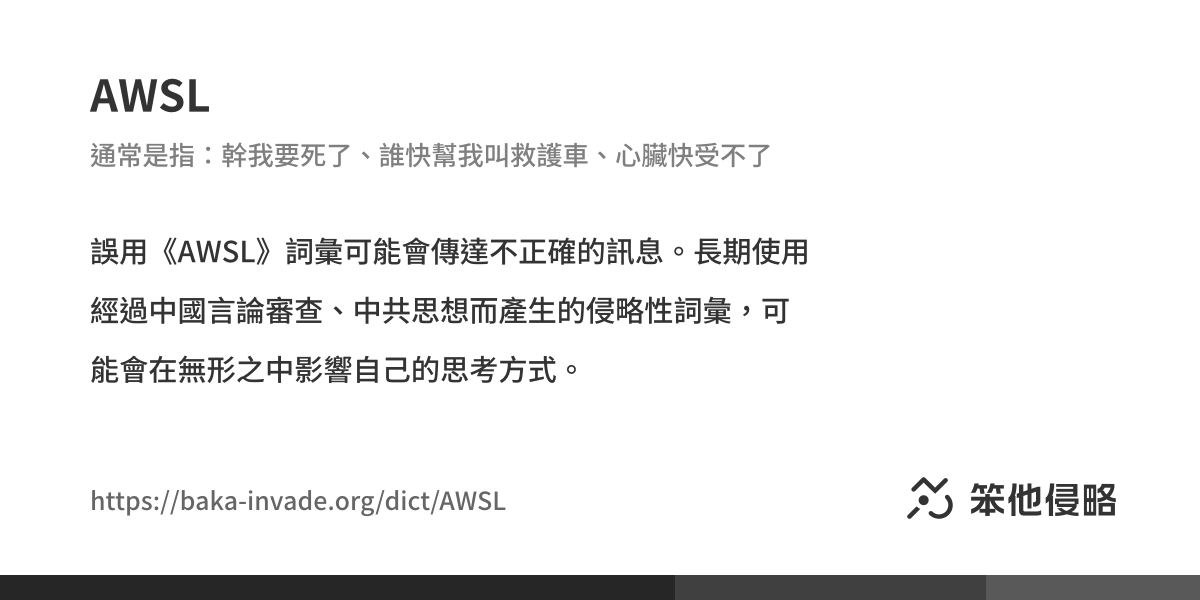 AWSL
通常是指：幹我要死了、誰快幫我叫救護車、心臟快受不了
誤用《AWSL》詞彙可能會傳達不正確的訊息。長期使用
經過中國言論審查、中共思想而產生的侵略性詞彙，可
能會在無形之中影響自己的思考方式。
https://baka-invade.org/dict/AWSL
笨他侵略